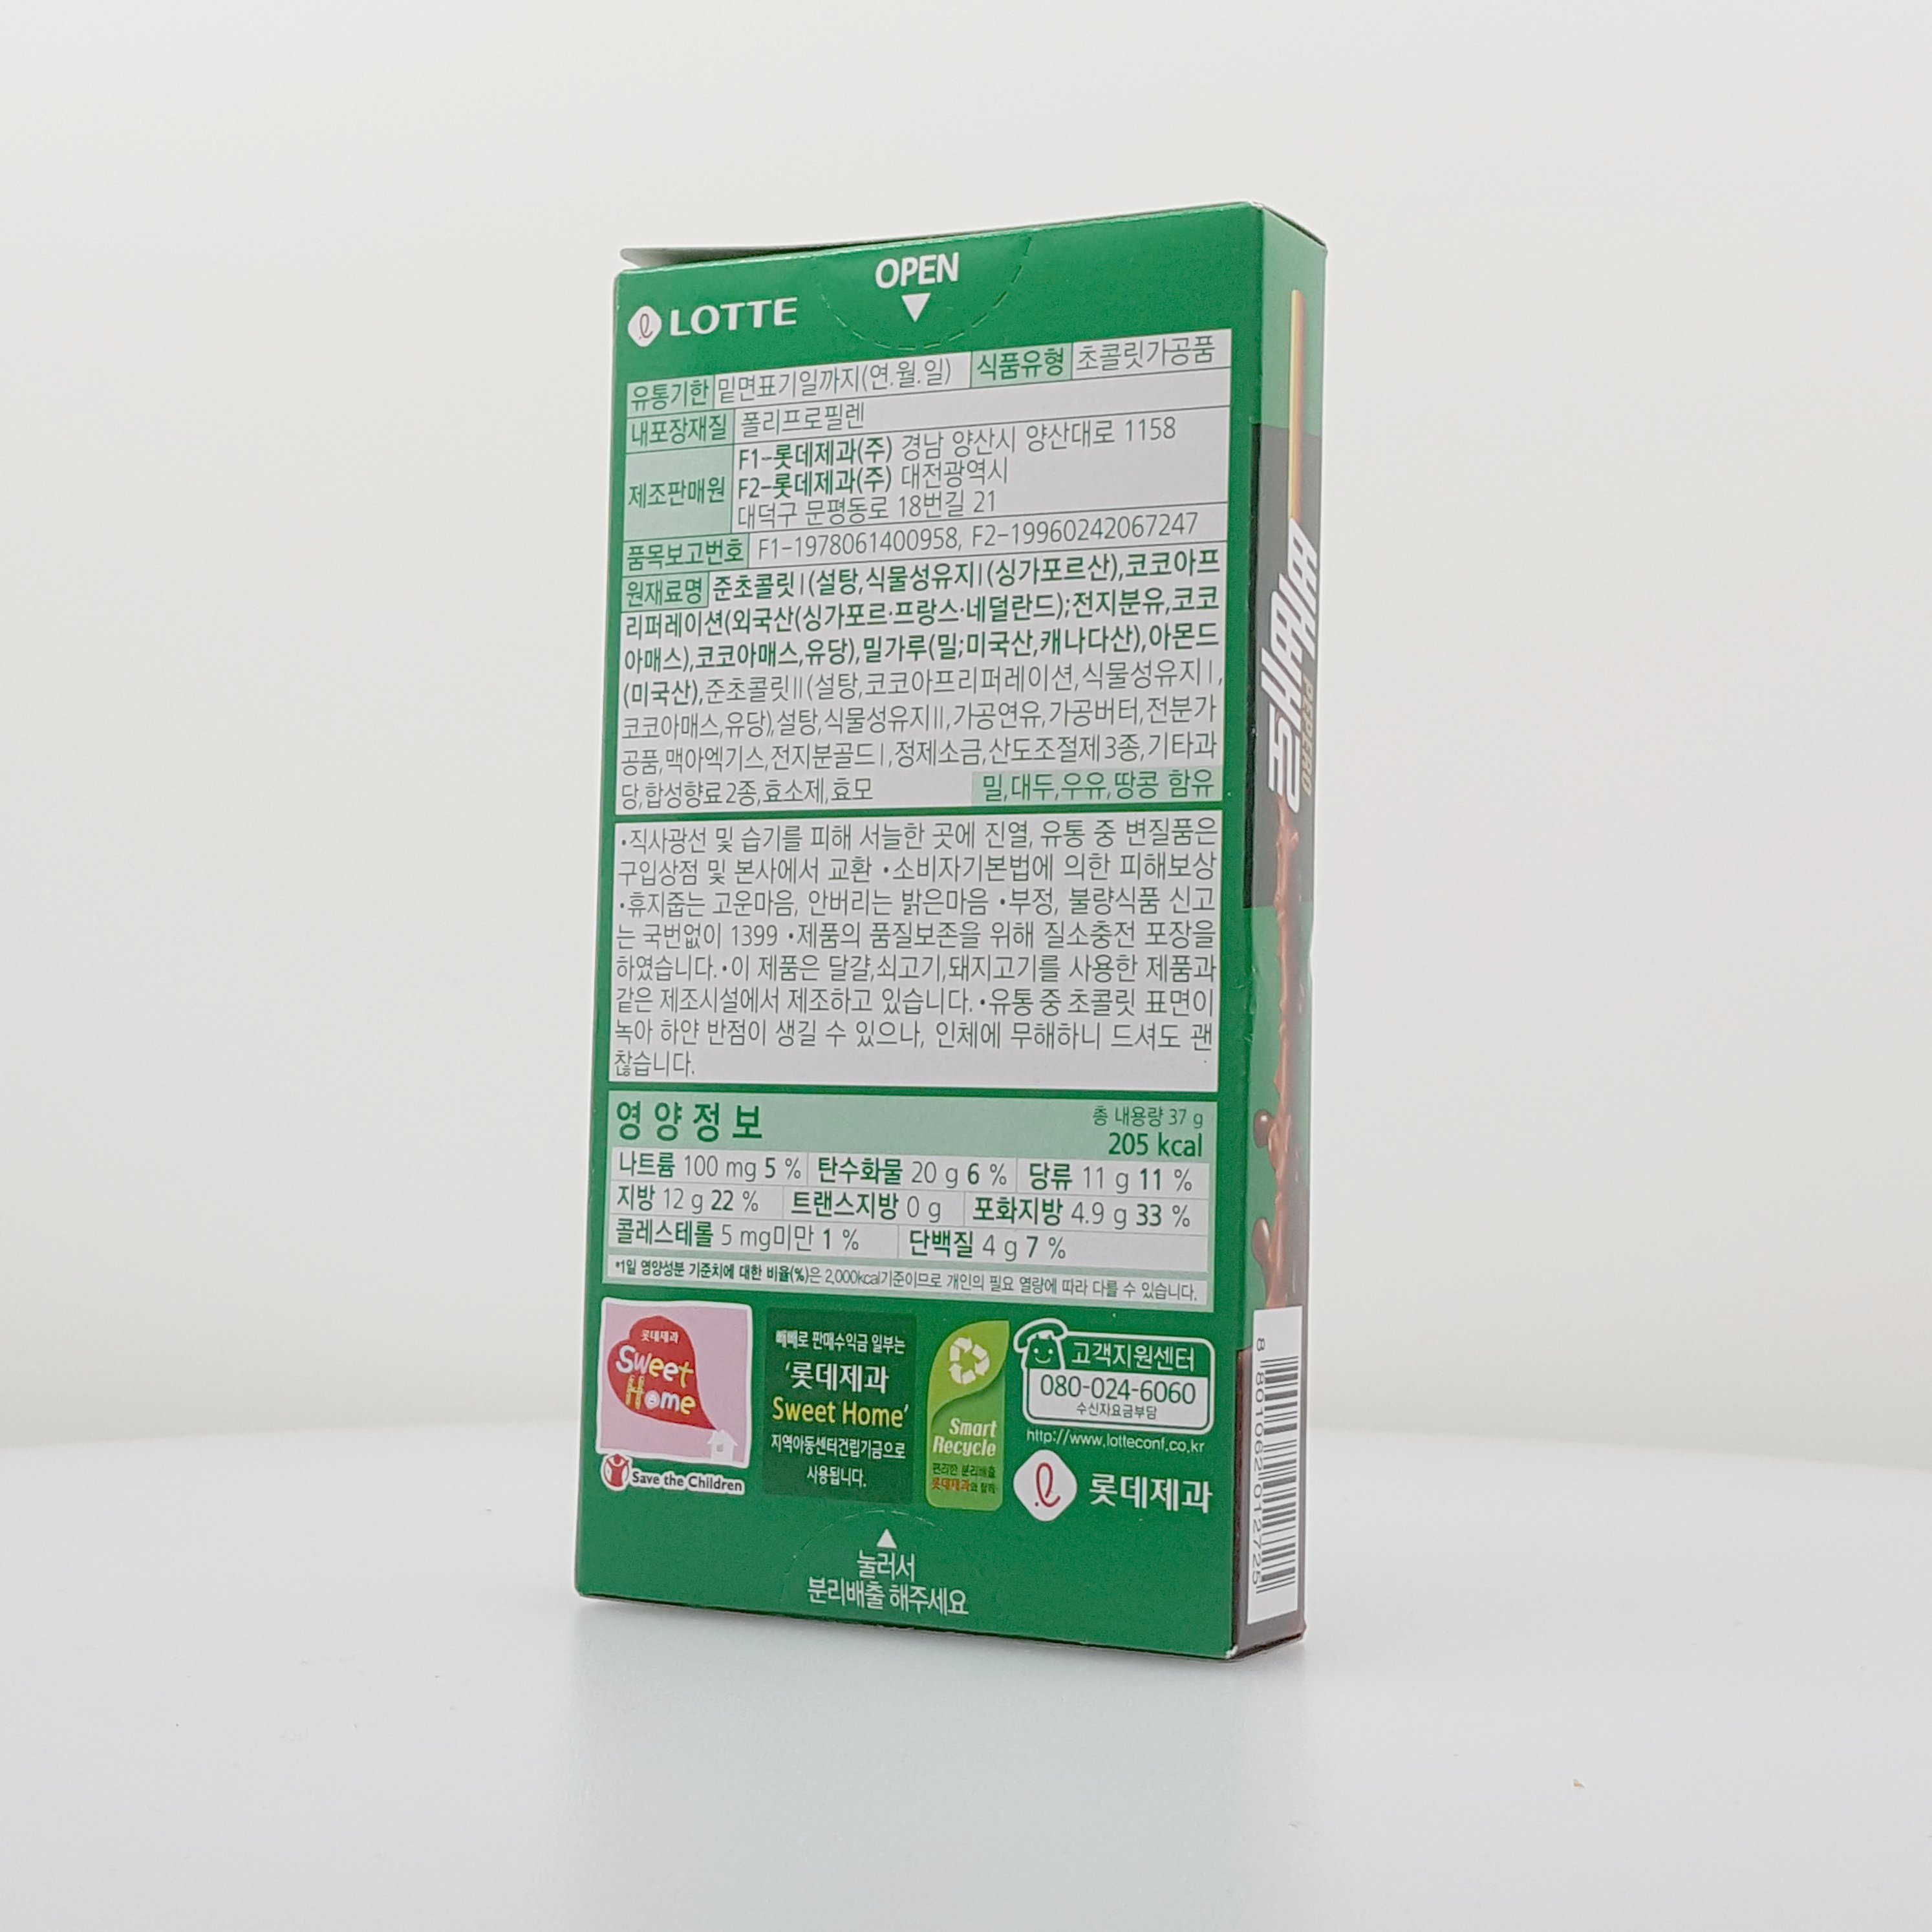 OPEN
LOTTE
유통기한 밑면표기일까지(연.월.일) 식품유형 초콜릿가공품
내포장재질 폴리프로필렌
제조판매원 F1-롯데제과(주) 경남 양산시 양산대로 1158
F2-롯데제과(주) 대전광역시
대덕구 문평동로 18번길 21
품목보고번호 F1-1978061400958, F2-19960242067247
원재료명 준초콜릿Ⅰ(설탕,식물성유지Ⅰ(싱가포르산),코코아프
리퍼레이션(외국산(싱가포르·프랑스·네덜란드);전지분유,코코
아매스),코코아매스,유당),밀가루(밀;미국산,캐나다산),아몬드
(미국산),준초콜릿Ⅱ(설탕,코코아프리퍼레이션,식물성유지Ⅰ,
코코아매스,유당),설탕,식물성유지Ⅱ,가공연유,가공버터,전분가
공품,맥아엑기스,전지분골드Ⅰ,정제소금,산도조절제3종,기타과
당,합성향료2종,효소제,효모 밀,대두,우유,땅콩 함유
•직사광선 및 습기를 피해 서늘한 곳에 진열, 유통 중 변질품은
구입상점 및 본사에서 교환 •소비자기본법에 의한 피해보상
•휴지줍는 고운마음, 안버리는 밝은마음 •부정, 불량식품 신고
는 국번없이 1399 •제품의 품질보존을 위해 질소충전 포장을
하였습니다.•이 제품은 달걀,쇠고기,돼지고기를 사용한 제품과
같은 제조시설에서 제조하고 있습니다.•유통 중 초콜릿 표면이
녹아 하얀 반점이 생길 수 있으나, 인체에 무해하니 드셔도 괜
찮습니다.
영양정보 총 내용량 37 g
205 kcal
나트륨 100 mg 5 % 탄수화물 20 g 6 % 당류 11 g 11 %
지방 12 g 22 % 트랜스지방 0 g 포화지방 4.9 g 33 %
콜레스테롤 5 mg미만 1 % 단백질 4 g 7 %
*1일 영양성분 기준치에 대한 비율(%)은 2,000kcal기준이므로 개인의 필요 열량에 따라 다를 수 있습니다.
롯데제과
Sweet
Home
Save the Children
빼빼로 판매수익금 일부는
'롯데제과
Sweet Home'
지역아동센터건립기금으로
사용됩니다.
Smart
Recycle
편리한 분리배출
롯데제과와 함께
고객지원센터
080-024-6060
수신자요금부담
http://www.lotteconf.co.kr
롯데제과
눌러서
분리배출 해주세요
빼빼로
PEPERO
8 801062 012725